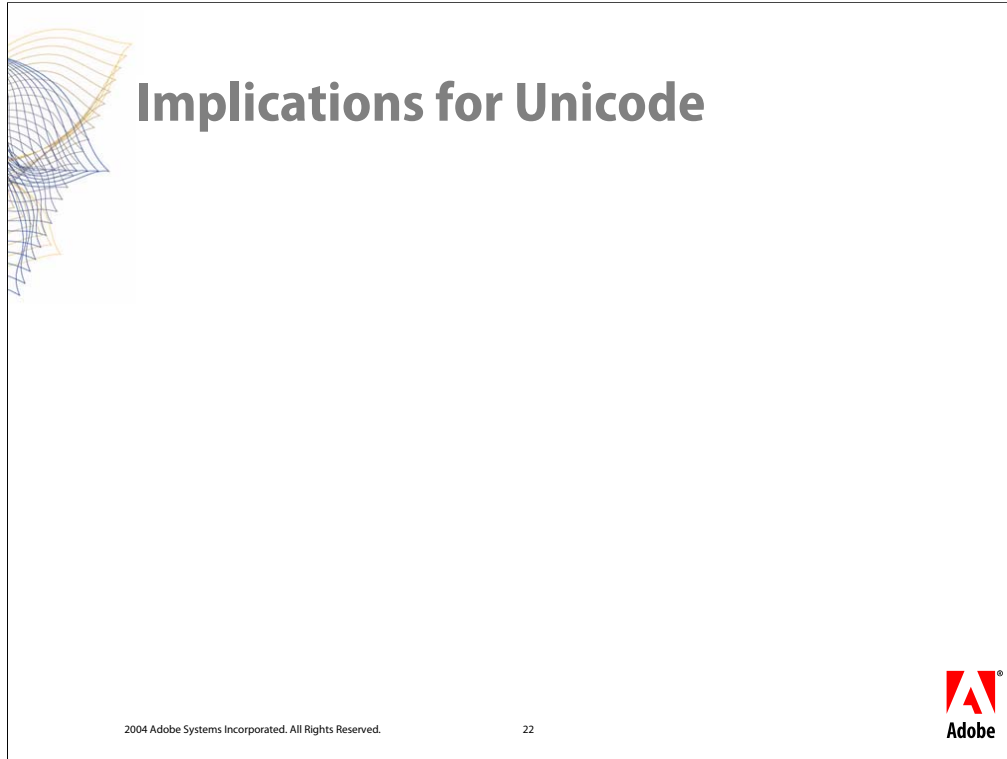 Implications for Unicode
2004 Adobe Systems Incorporated. All Rights Reserved.
22
®
Adobe